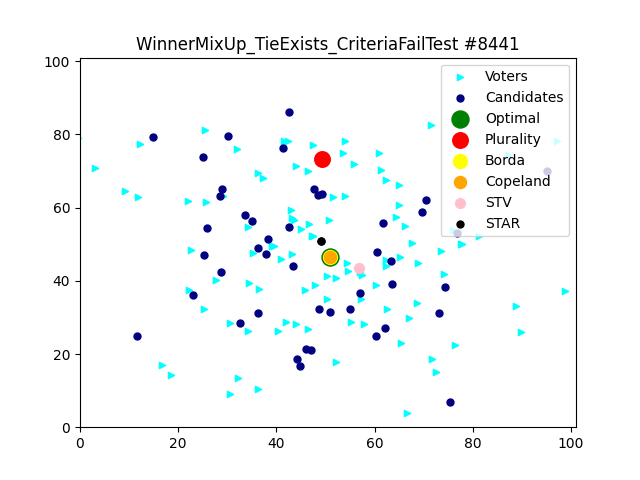 WinnerMixUp_TieExists_CriteriaFailTest #8441
100
80
60
40
20
0
0
20
40
60
80
100
Voters
Candidates
Optimal
Plurality
Borda
Copeland
STV
STAR